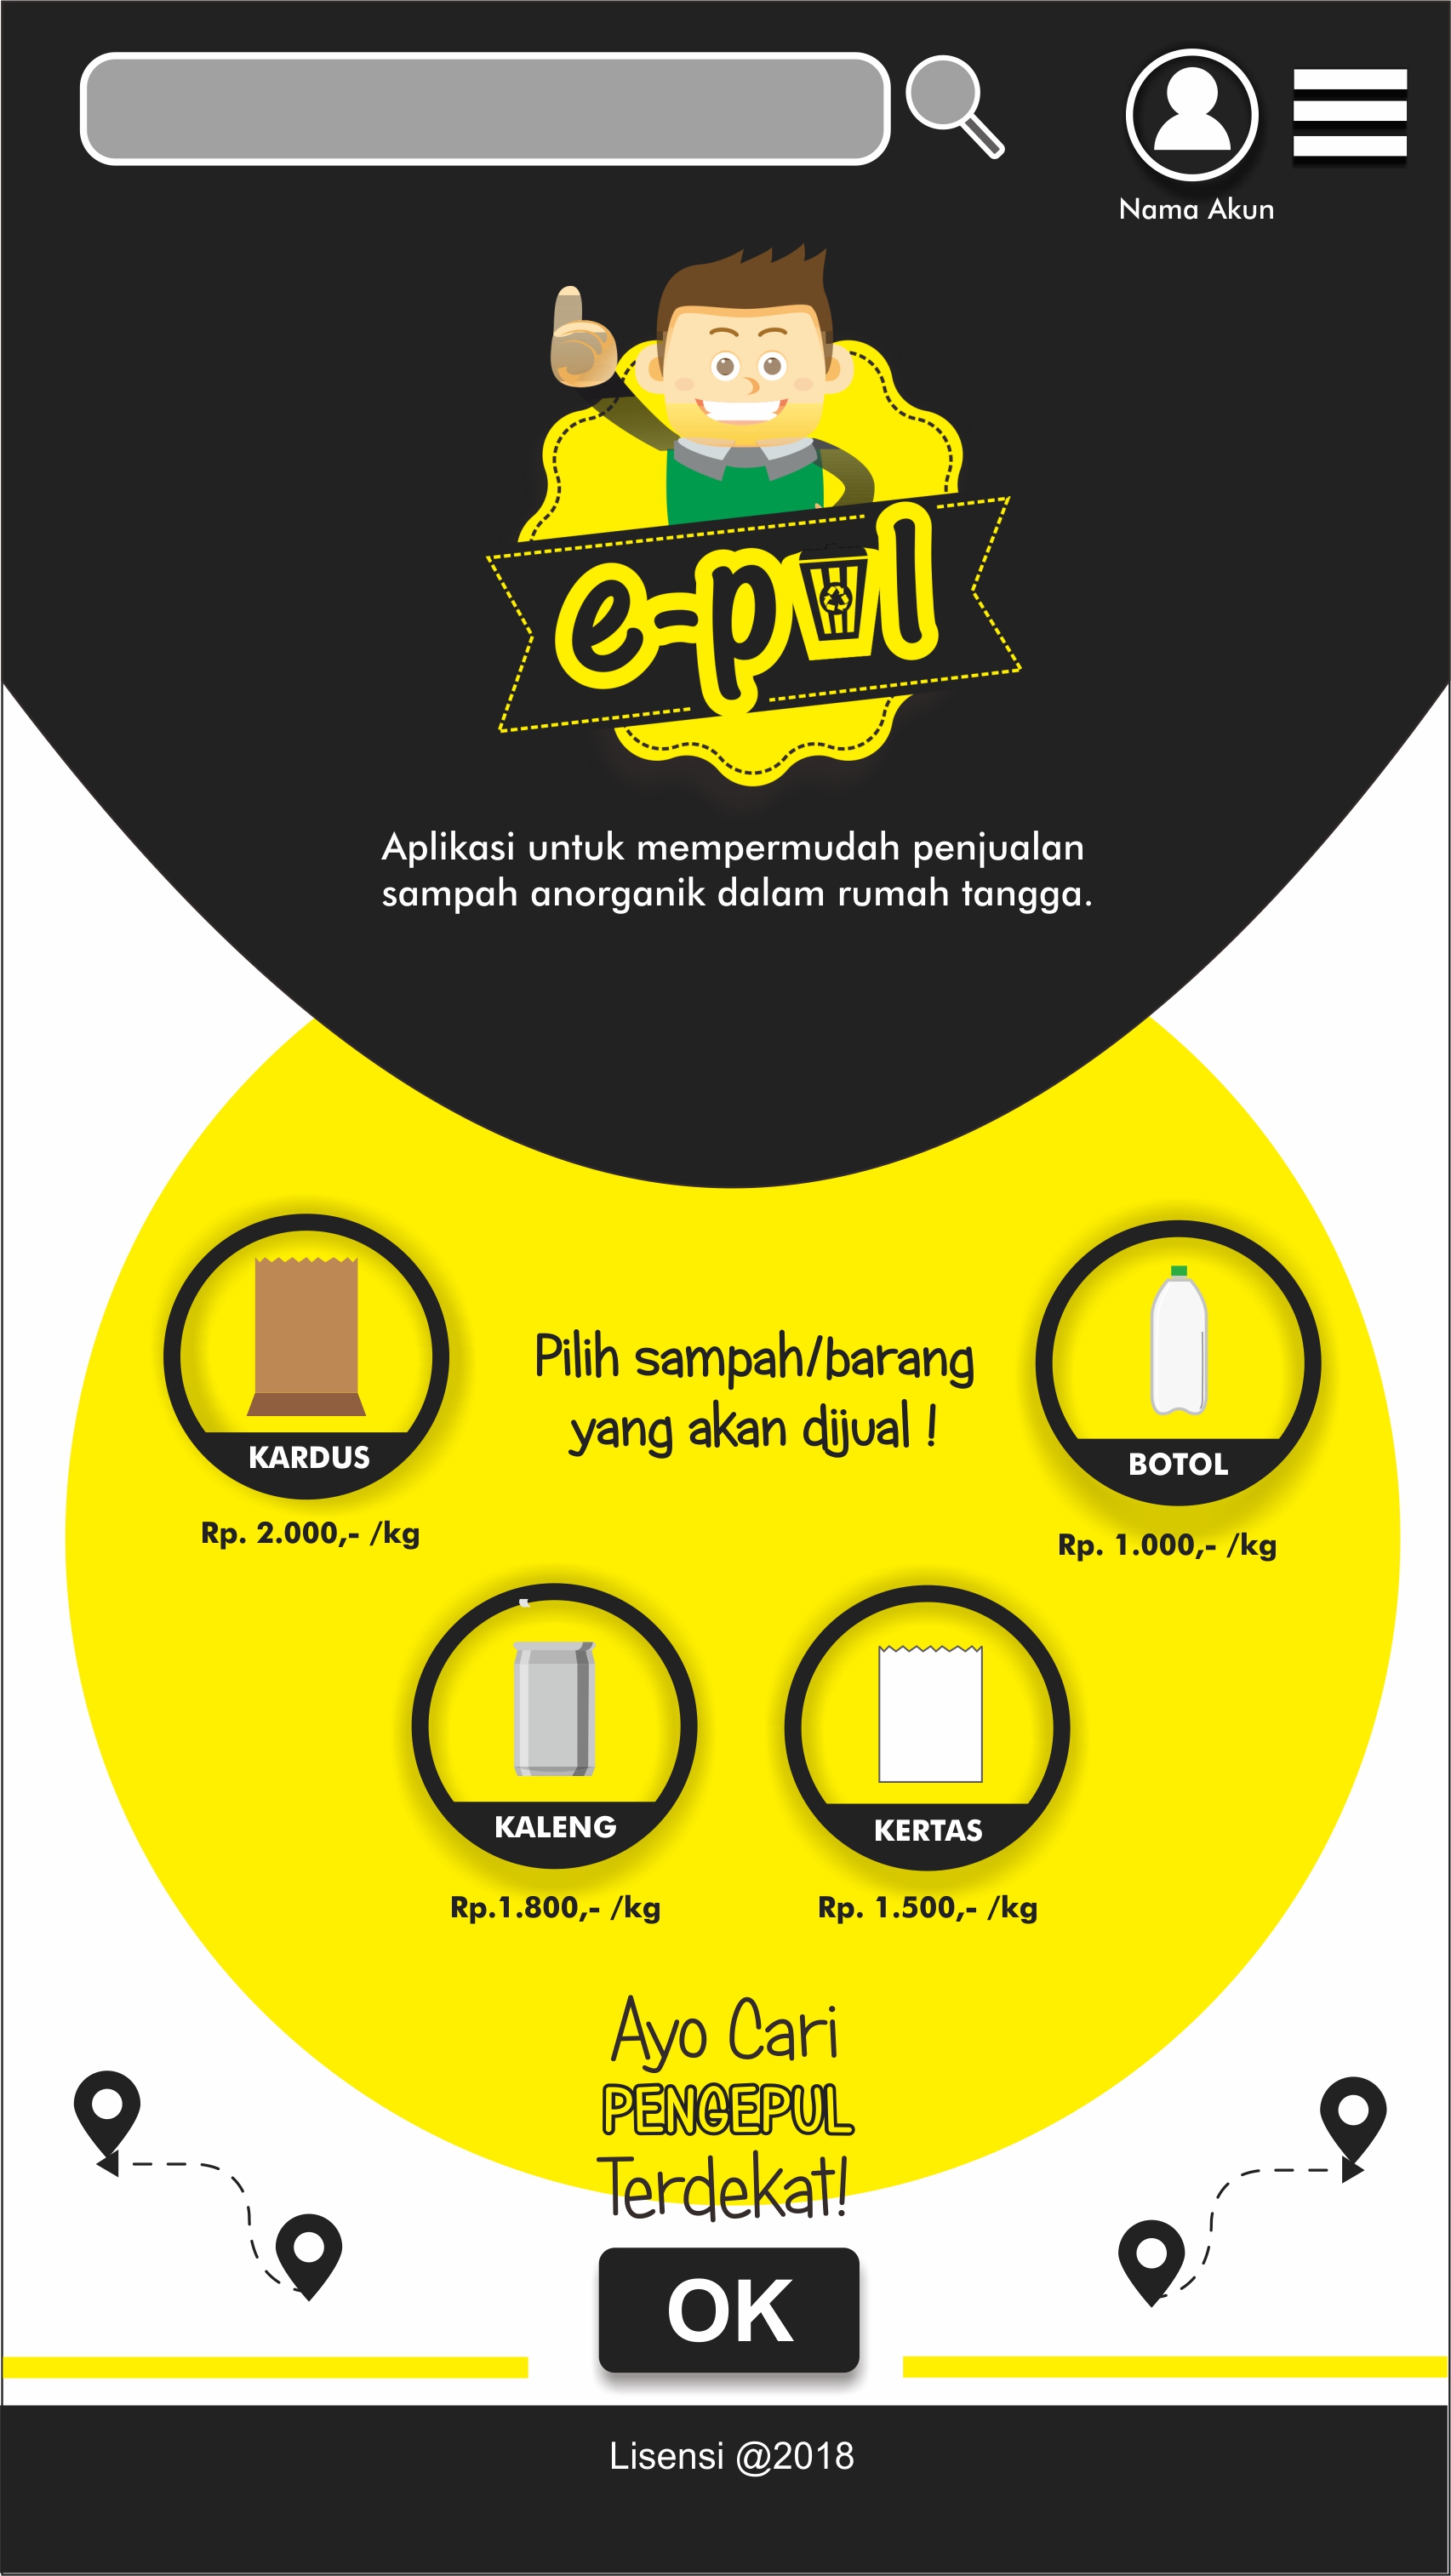 Nama Akun
e-pul
Aplikasi untuk mempermudah penjualan
sampah anorganik dalam rumah tangga.
Pilih sampah/barang
yang akan dijual !
KARDUS
Rp. 2.000,- /kg
BOTOL
Rp. 1.000,- /kg
KALENG
Rp.1.800,- /kg
KERTAS
Rp. 1.500,- /kg
Ayo Cari
PENGEPUL
Terdekat!
OK
Lisensi @2018